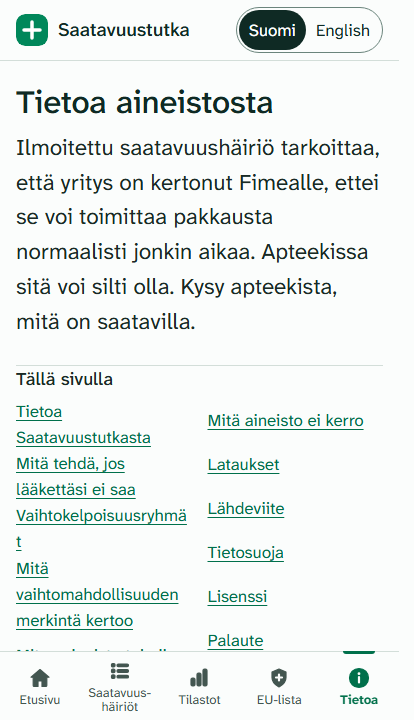 Saatavuustutka
Suomi
English
Tietoa aineistosta
Ilmoitettu saatavuushäiriö tarkoittaa,
että yritys on kertonut Fimealle, ettei
se voi toimittaa pakkausta
normaalisti jonkin aikaa. Apteekissa
sitä voi silti olla. Kysy apteekista,
mitä on saatavilla.
Tällä sivulla
Tietoa
Saatavuustutkasta
Mitä tehdä, jos
lääkettäsi ei saa
Vaihtokelpoisuusryhmä
t
Mitä
vaihtomahdollisuuden
merkintä kertoo
Mitä aineisto ei kerro
Lataukset
Lähdeviite
Tietosuoja
Lisenssi
Palaute
Etusivu
Saatavuus-
häiriöt
Tilastot
EU-lista
Tietoa